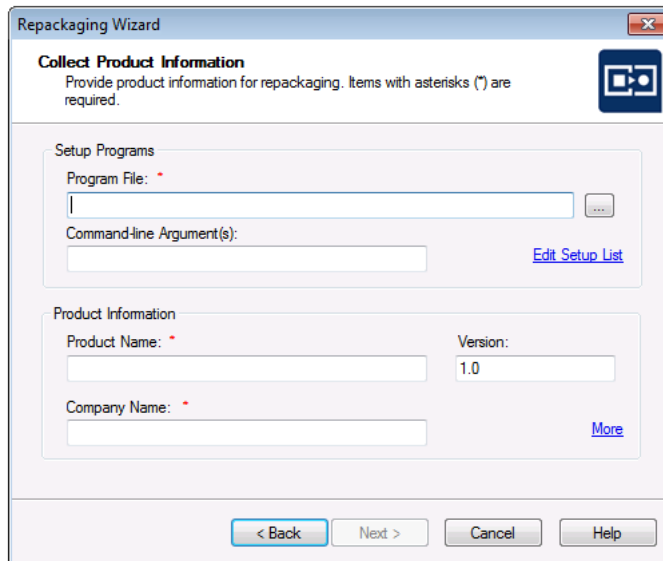 Repackaging Wizard
Collect Product Information
Provide product information for repackaging. Items with asterisks (*) are
required.
Setup Programs
Program File: *
...
Command-line Argument(s):
Edit Setup List
Product Information
Product Name: *
Version:
1.0
Company Name: *
More
< Back
Next >
Cancel
Help